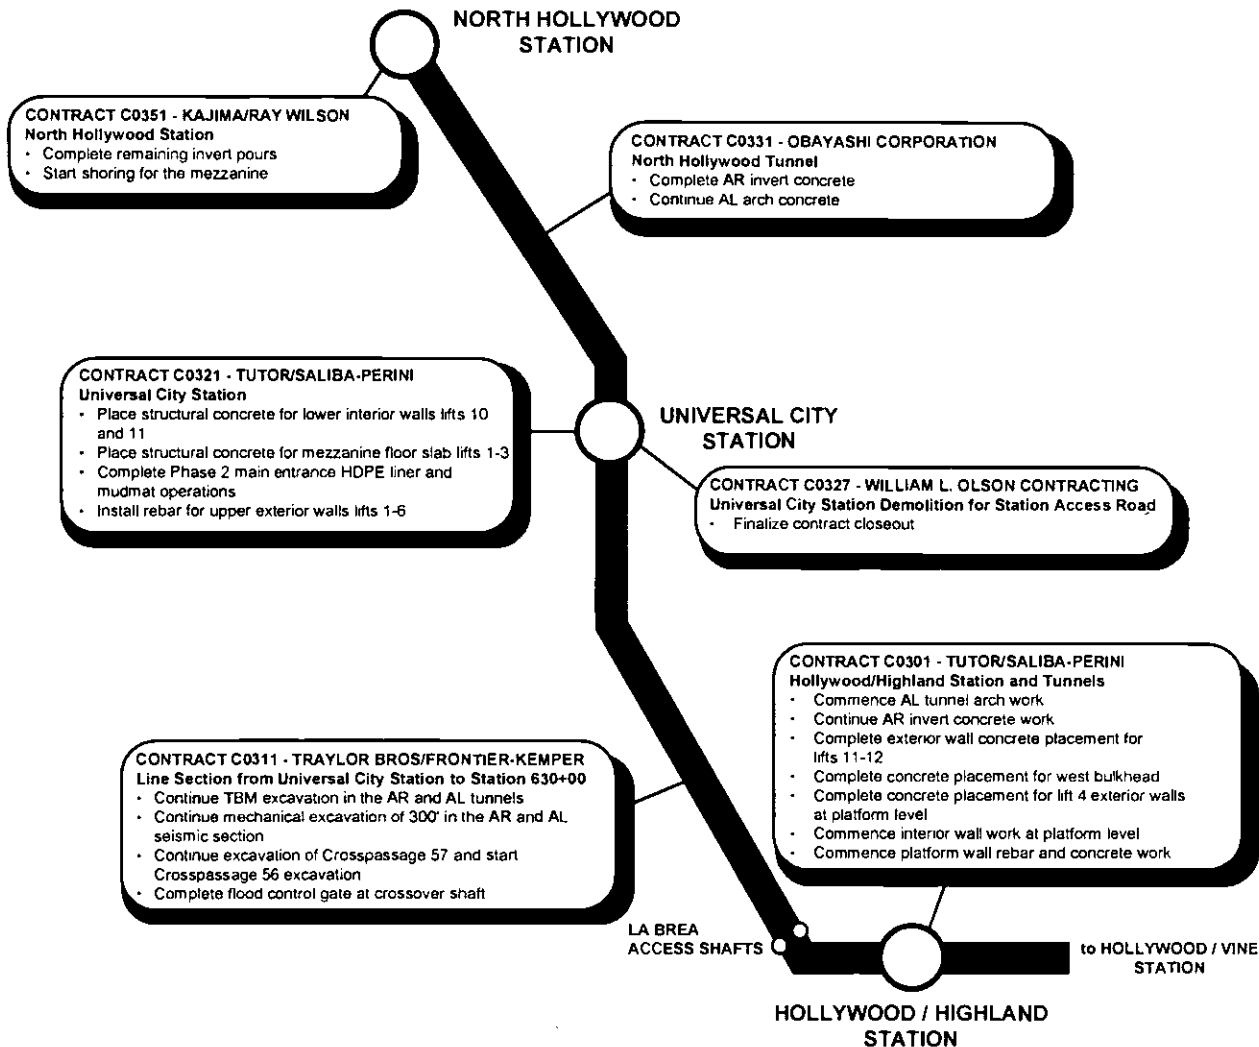 NORTH HOLLYWOOD
STATION
CONTRACT C0351 - KAJIMA/RAY WILSON
North Hollywood Station
· Complete remaining invert pours
· Start shoring for the mezzanine
CONTRACT C0331 - OBAYASHI CORPORATION
North Hollywood Tunnel
· Complete AR invert concrete
· Continue AL arch concrete
CONTRACT C0321 - TUTOR/SALIBA-PERINI
Universal City Station
· Place structural concrete for lower interior walls lifts 10
and 11
· Place structural concrete for mezzanine floor slab lifts 1-3
· Complete Phase 2 main entrance HDPE liner and
mudmat operations
· Install rebar for upper exterior walls lifts 1-6
UNIVERSAL CITY
STATION
CONTRACT C0327 - WILLIAM L. OLSON CONTRACTING
Universal City Station Demolition for Station Access Road
· Finalize contract closeout
CONTRACT C0301 - TUTOR/SALIBA-PERINI
Hollywood/Highland Station and Tunnels
· Commence AL tunnel arch work
· Continue AR invert concrete work
· Complete exterior wall concrete placement for
lifts 11-12
· Complete concrete placement for west bulkhead
· Complete concrete placement for lift 4 exterior walls
at platform level
· Commence interior wall work at platform level
· Commence platform wall rebar and concrete work
CONTRACT C0311 - TRAYLOR BROS/FRONTIER-KEMPER
Line Section from Universal City Station to Station 630+00
· Continue TBM excavation in the AR and AL tunnels
· Continue mechanical excavation of 300' in the AR and AL
seismic section
· Continue excavation of Crosspassage 57 and start
Crosspassage 56 excavation
· Complete flood control gate at crossover shaft
LA BREA
ACCESS SHAFTS
to HOLLYWOOD / VINE
STATION
HOLLYWOOD / HIGHLAND
STATION